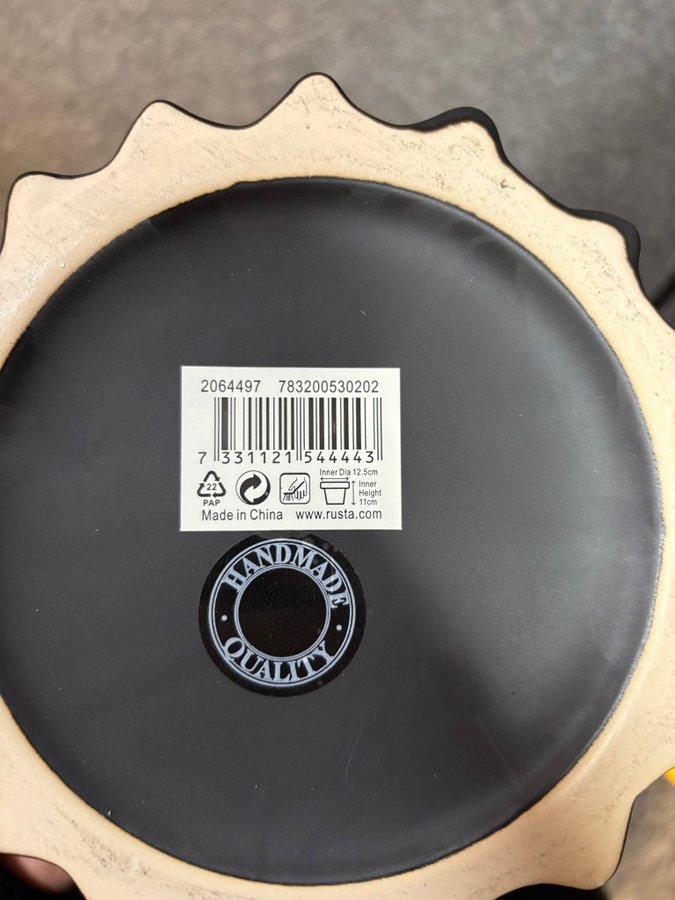 2064497 783200530202
7 331121 544443
Inner Dia 12.5cm
22
PAP
Inner
Height
11cm
Made in China www.rusta.com
HANDMADE
QUALITY